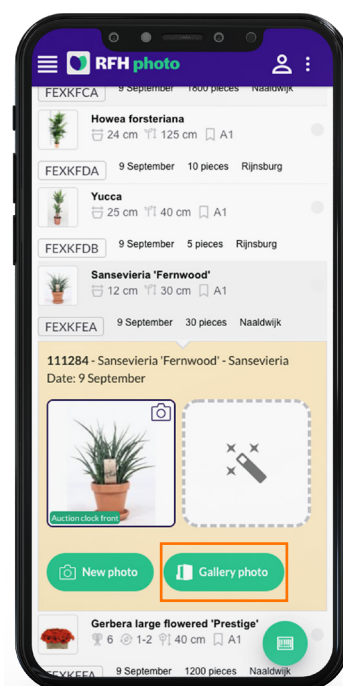 RFH photo
FEXKFCA 9 September 1800 pieces Naaldwijk
Howea forsteriana
24 cm 125 cm A1
FEXKFDA 9 September 10 pieces Rijnsburg
Yucca
25 cm 40 cm A1
FEXKFDB 9 September 5 pieces Rijnsburg
Sansevieria 'Fernwood'
12 cm 30 cm A1
FEXKFEA 9 September 30 pieces Naaldwijk
111284 - Sansevieria 'Fernwood' - Sansevieria
Date: 9 September
Auction clock front
New photo Gallery photo
Gerbera large flowered 'Prestige'
6 1-2 40 cm A1
9 September 1200 pieces Naaldwijk